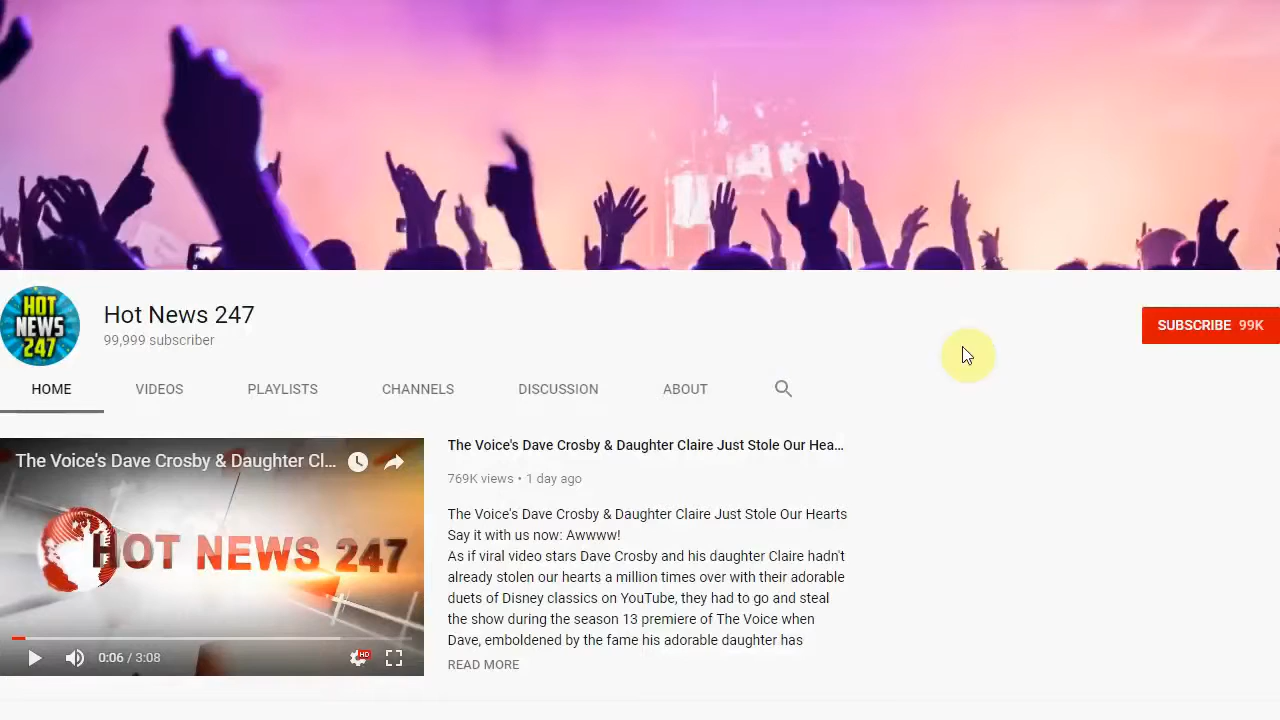 HOT
NEWS
247
Hot News 247
99,999 subscriber
SUBSCRIBE 99K
HOME VIDEOS PLAYLISTS CHANNELS DISCUSSION ABOUT
The Voice's Dave Crosby & Daughter Cl...
HOT NEWS 247
0:06 / 3:08
HD
The Voice's Dave Crosby & Daughter Claire Just Stole Our Hea...
769K views • 1 day ago
The Voice's Dave Crosby & Daughter Claire Just Stole Our Hearts
Say it with us now: Awwww!
As if viral video stars Dave Crosby and his daughter Claire hadn't
already stolen our hearts a million times over with their adorable
duets of Disney classics on YouTube, they had to go and steal
the show during the season 13 premiere of The Voice when
Dave, emboldened by the fame his adorable daughter has
READ MORE